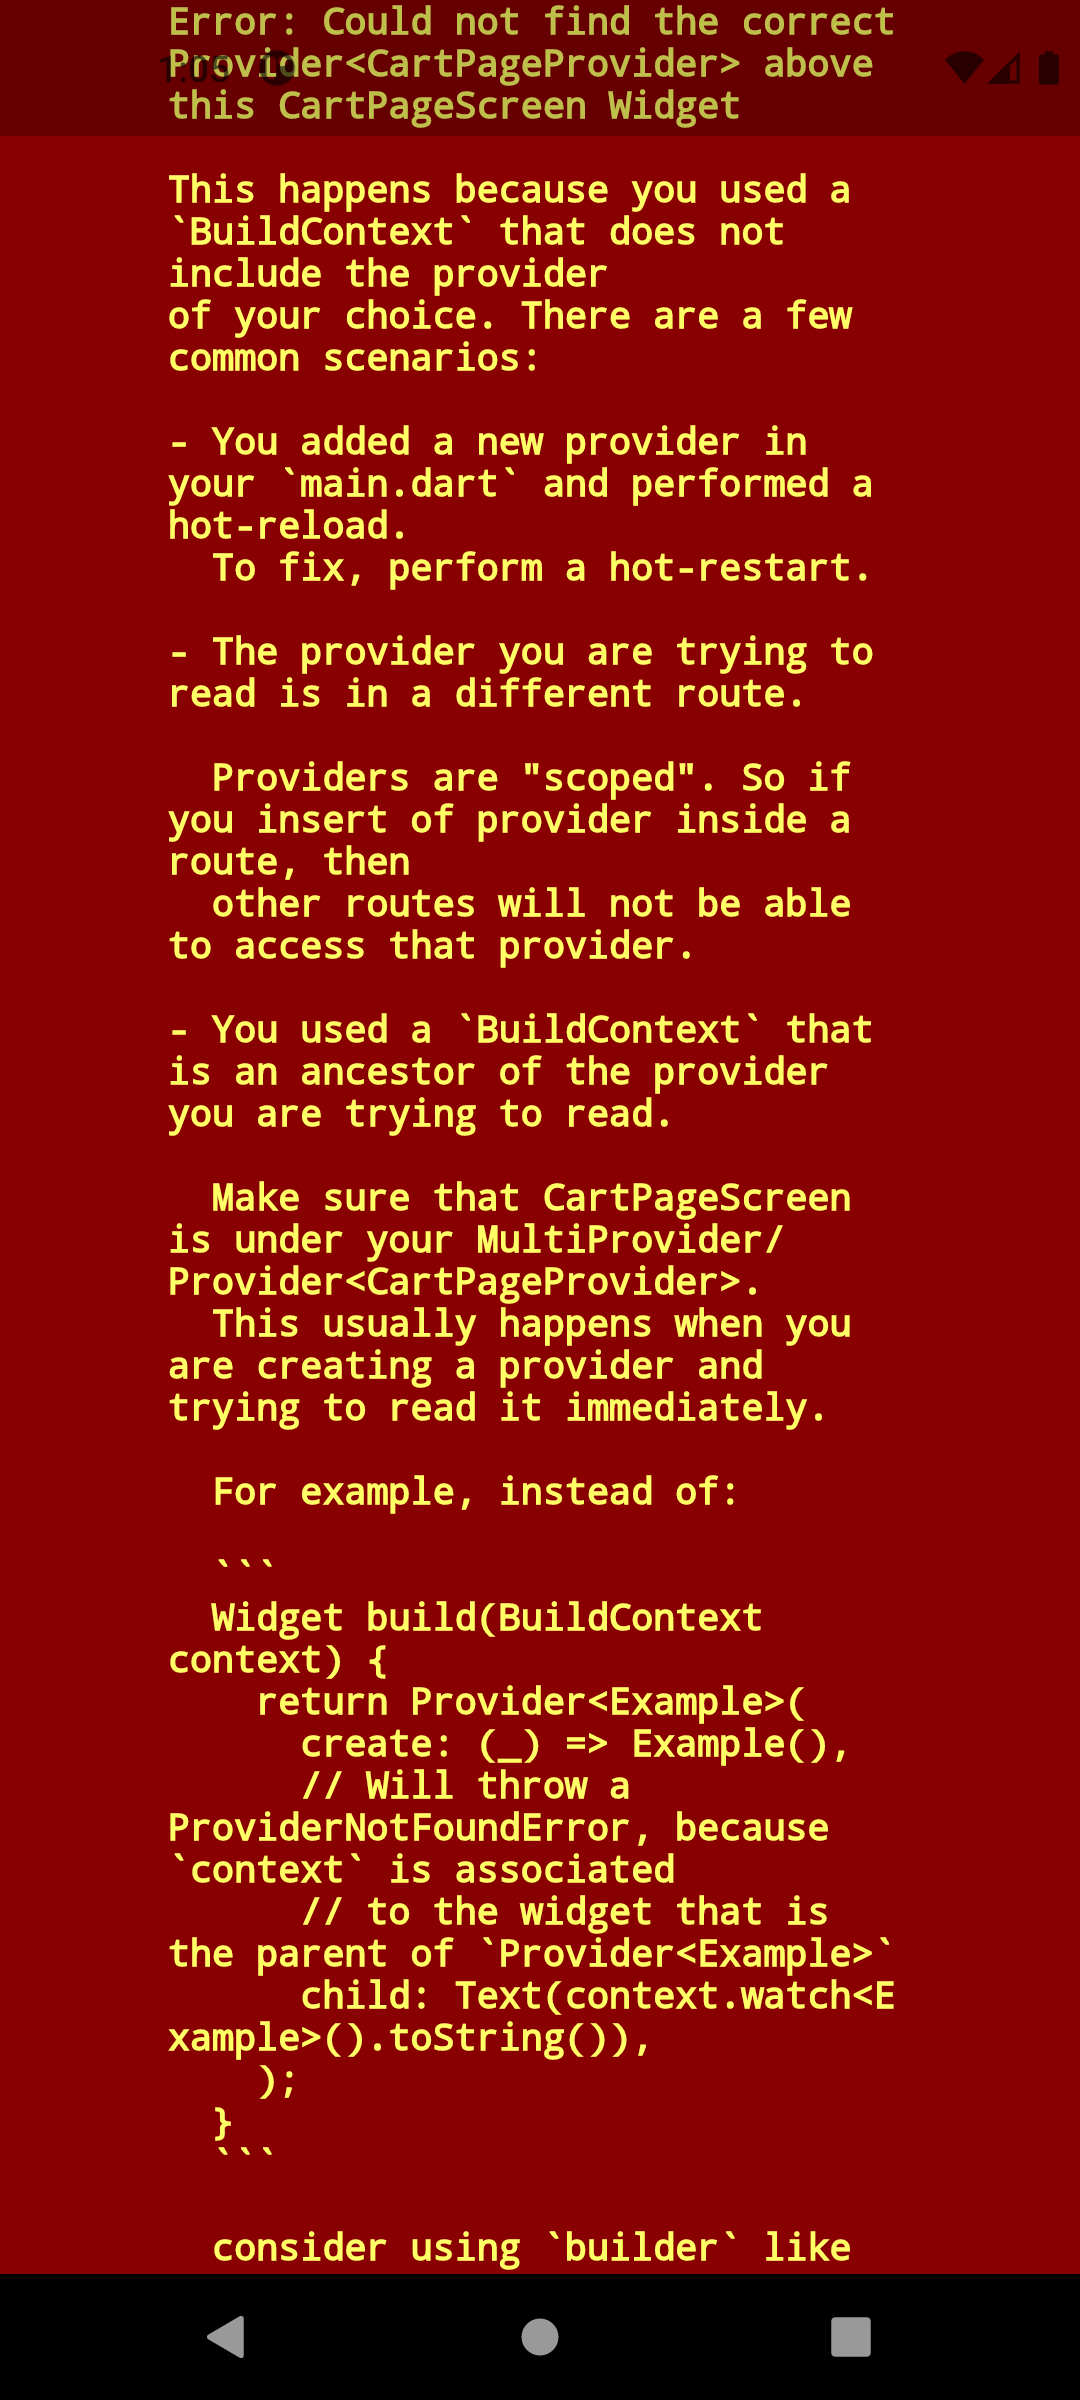 Error: Could not find the correct
Provider<CartPageProvider> above
1:05
this CartPageScreen Widget
This happens because you used a
`BuildContext` that does not
include the provider
of your choice. There are a few
common scenarios:
- You added a new provider in
your `main.dart` and performed a
hot-reload.
To fix, perform a hot-restart.
- The provider you are trying to
read is in a different route.
Providers are "scoped". So if
you insert of provider inside a
route, then
other routes will not be able
to access that provider.
- You used a `BuildContext` that
is an ancestor of the provider
you are trying to read.
Make sure that CartPageScreen
is under your MultiProvider/
Provider<CartPageProvider>.
This usually happens when you
are creating a provider and
trying to read it immediately.
For example, instead of:
```
Widget build(BuildContext
context) {
return Provider<Example>(
create: (_) => Example(),
// Will throw a
ProviderNotFoundError, because
`context` is associated
// to the widget that is
the parent of `Provider<Example>`
child: Text(context.watch<E
xample>().toString()),
);
}
```
consider using `builder` like